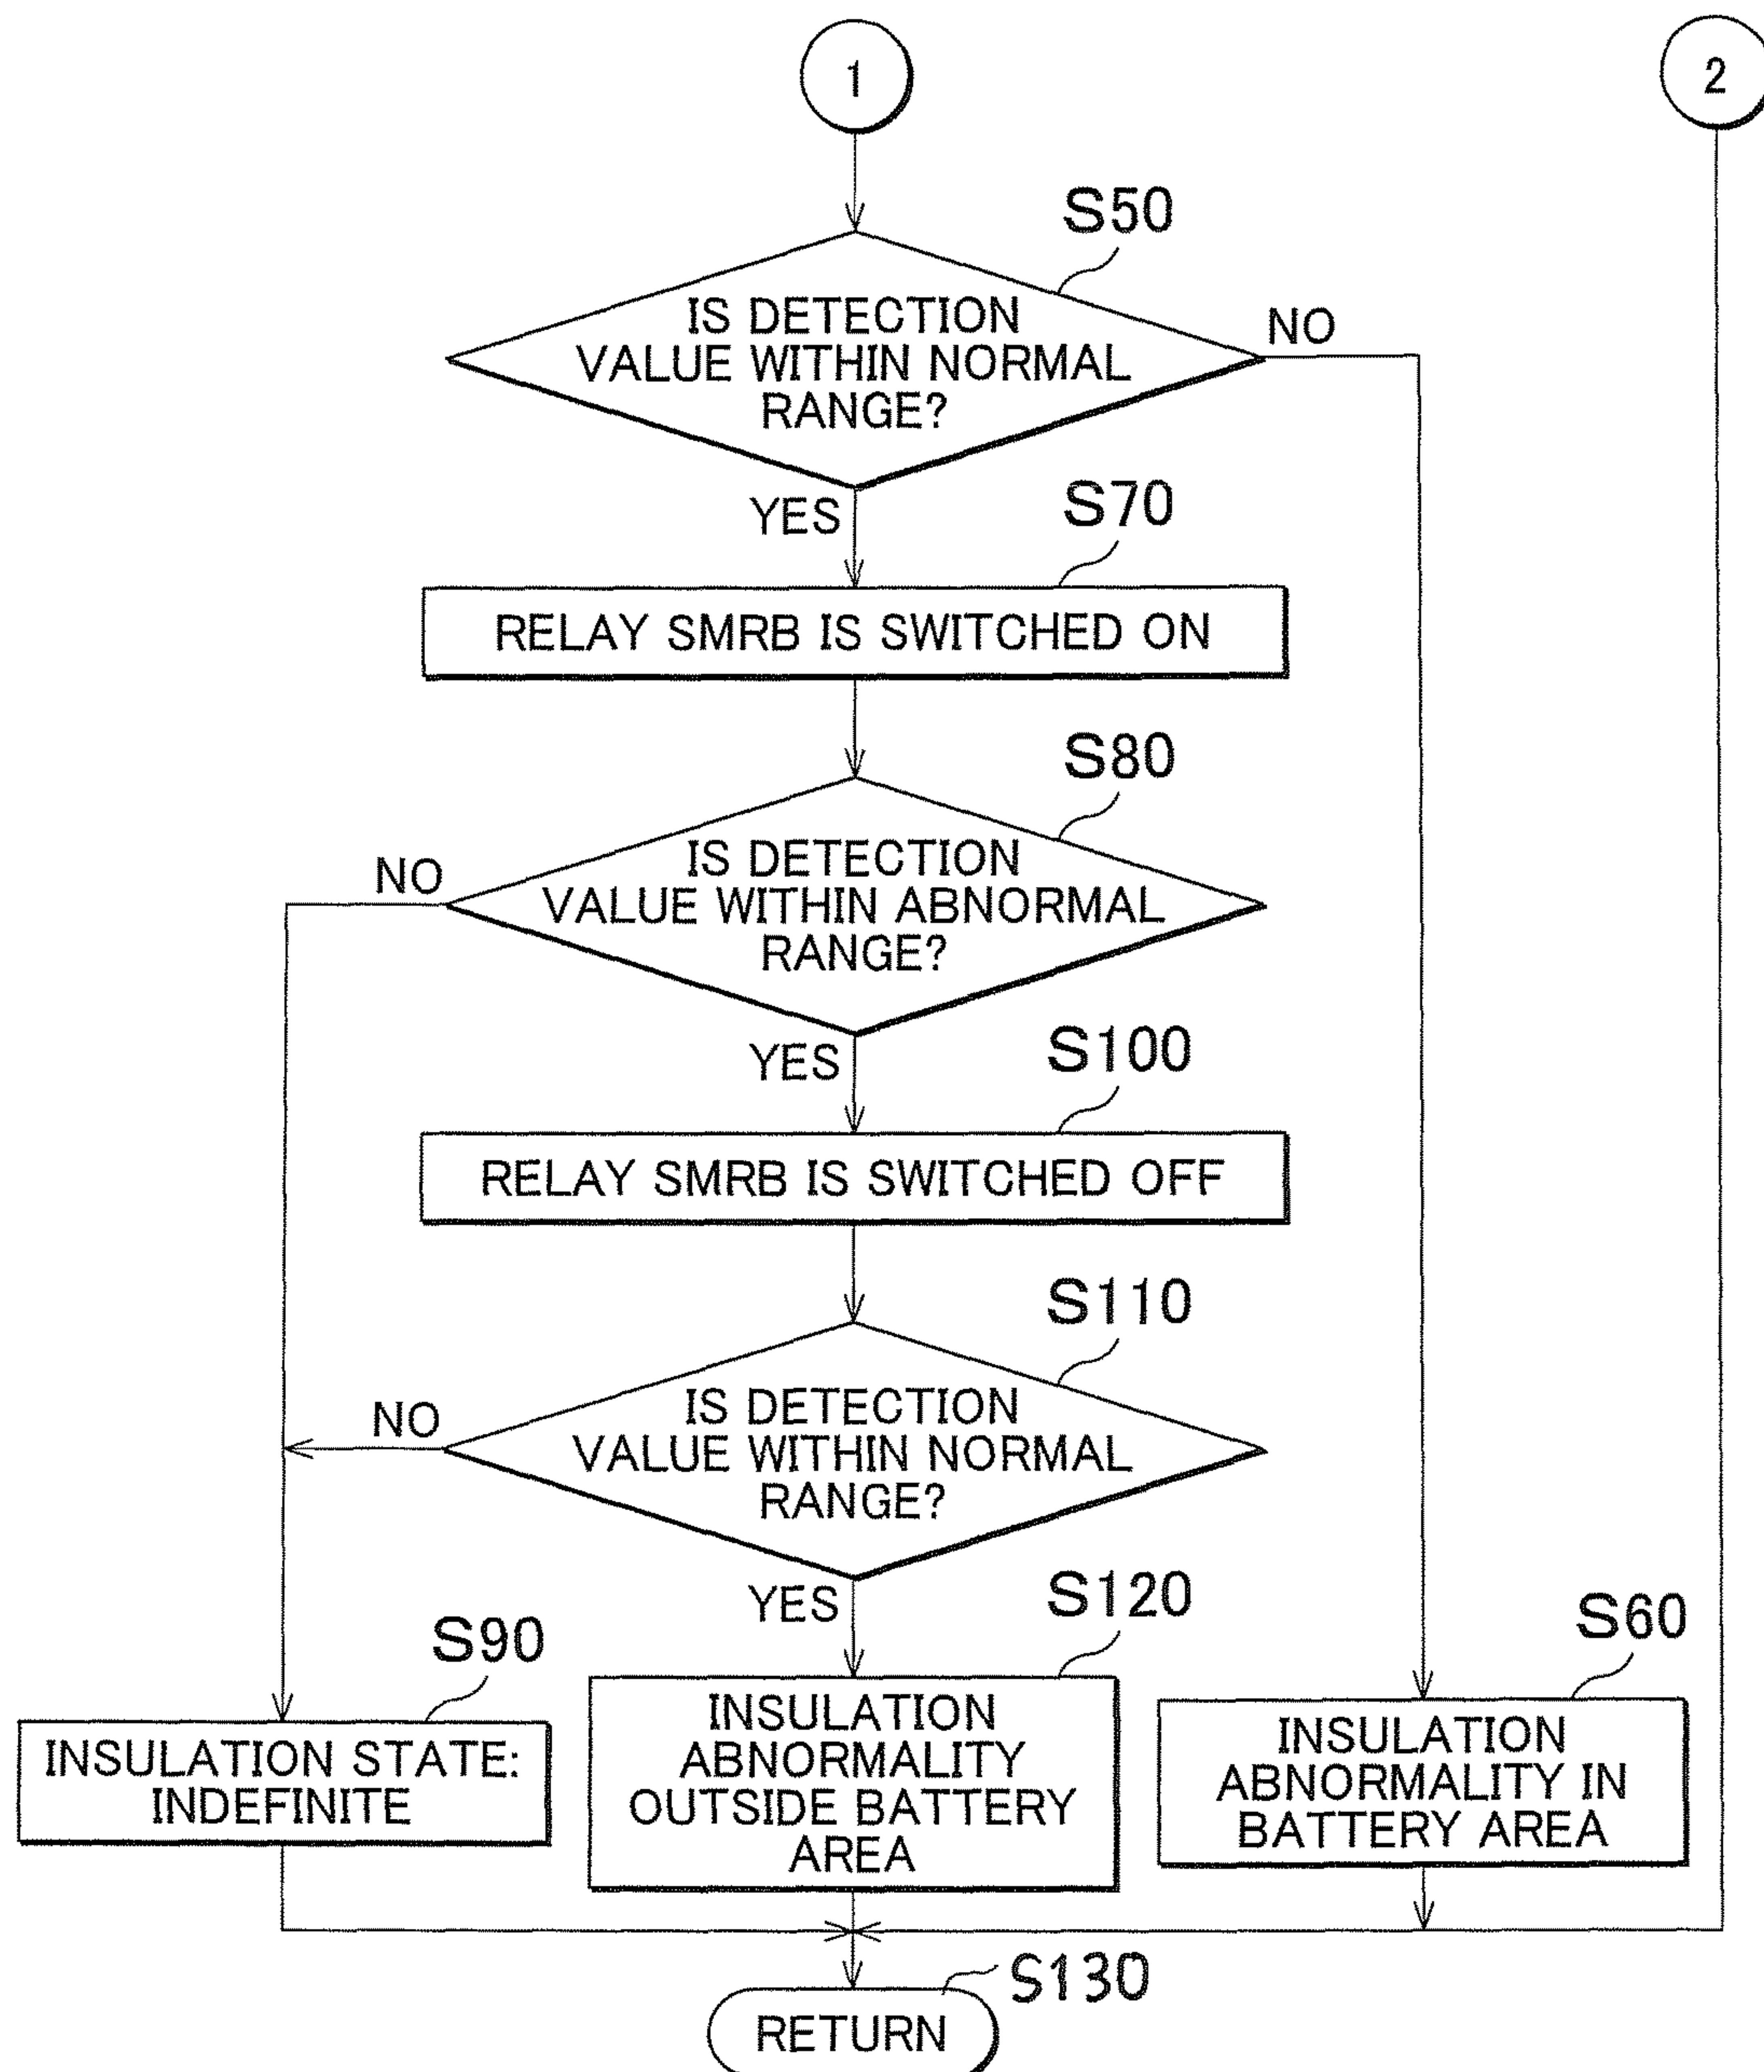 1
2
S50
IS DETECTION
VALUE WITHIN NORMAL
RANGE?
NO
YES
S70
RELAY SMRB IS SWITCHED ON
S80
IS DETECTION
VALUE WITHIN ABNORMAL
RANGE?
NO
YES
S100
RELAY SMRB IS SWITCHED OFF
S110
IS DETECTION
VALUE WITHIN NORMAL
RANGE?
NO
YES
S90
INSULATION STATE:
INDEFINITE
S120
INSULATION
ABNORMALITY
OUTSIDE BATTERY
AREA
S60
INSULATION
ABNORMALITY IN
BATTERY AREA
S130
RETURN